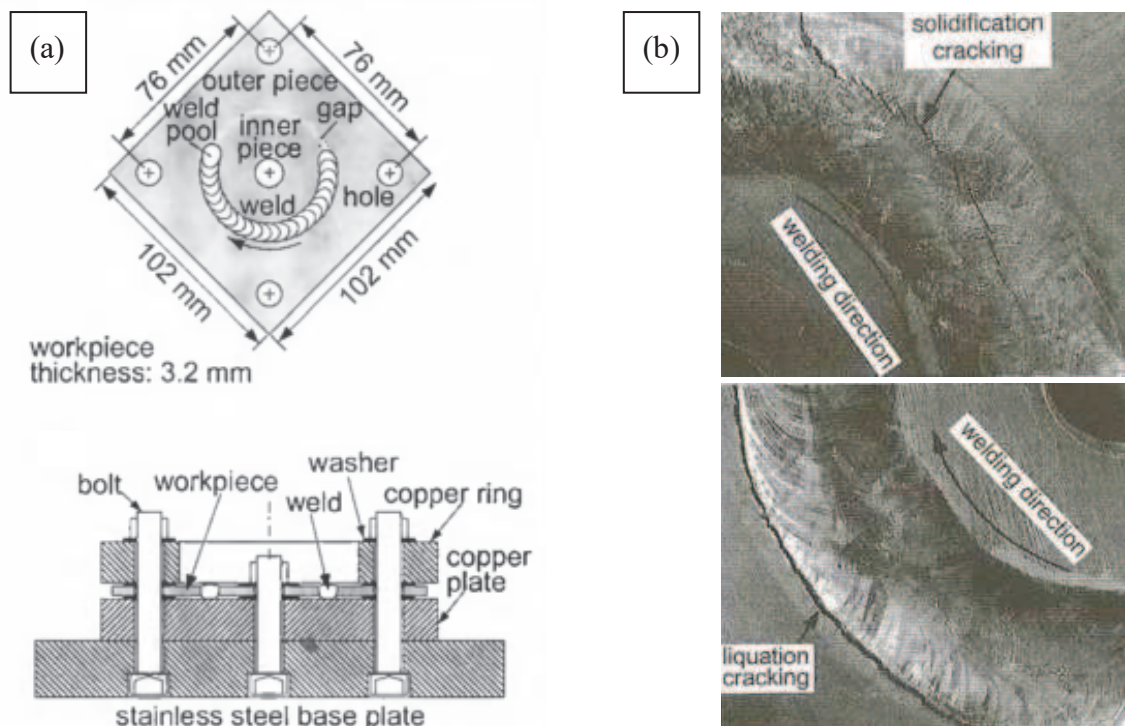 (a)
76 mm
76 mm
outer piece
weld
pool
inner
piece
gap
weld
hole
102 mm
102 mm
workpiece
thickness: 3.2 mm
bolt
workpiece
weld
washer
copper ring
copper
plate
stainless steel base plate
(b)
solidification
cracking
welding direction
welding direction
liquation
cracking